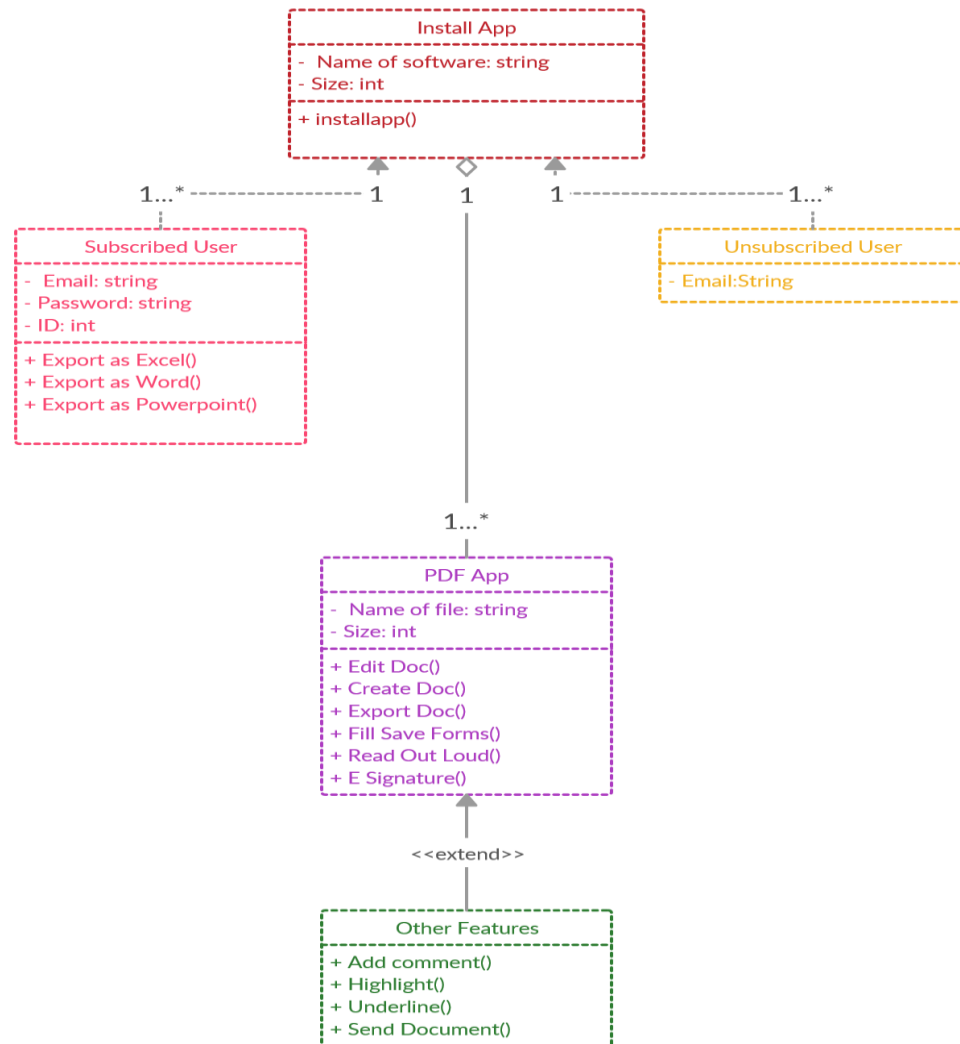 Install App
-  Name of software: string
- Size: int
+ installapp()
1...*
1
1
1
1...*
Subscribed User
-  Email: string
- Password: string
- ID: int
+ Export as Excel()
+ Export as Word()
+ Export as Powerpoint()
Unsubscribed User
- Email:String
1...*
PDF App
-  Name of file: string
- Size: int
+ Edit Doc()
+ Create Doc()
+ Export Doc()
+ Fill Save Forms()
+ Read Out Loud()
+ E Signature()
<<extend>>
Other Features
+ Add comment()
+ Highlight()
+ Underline()
+ Send Document()